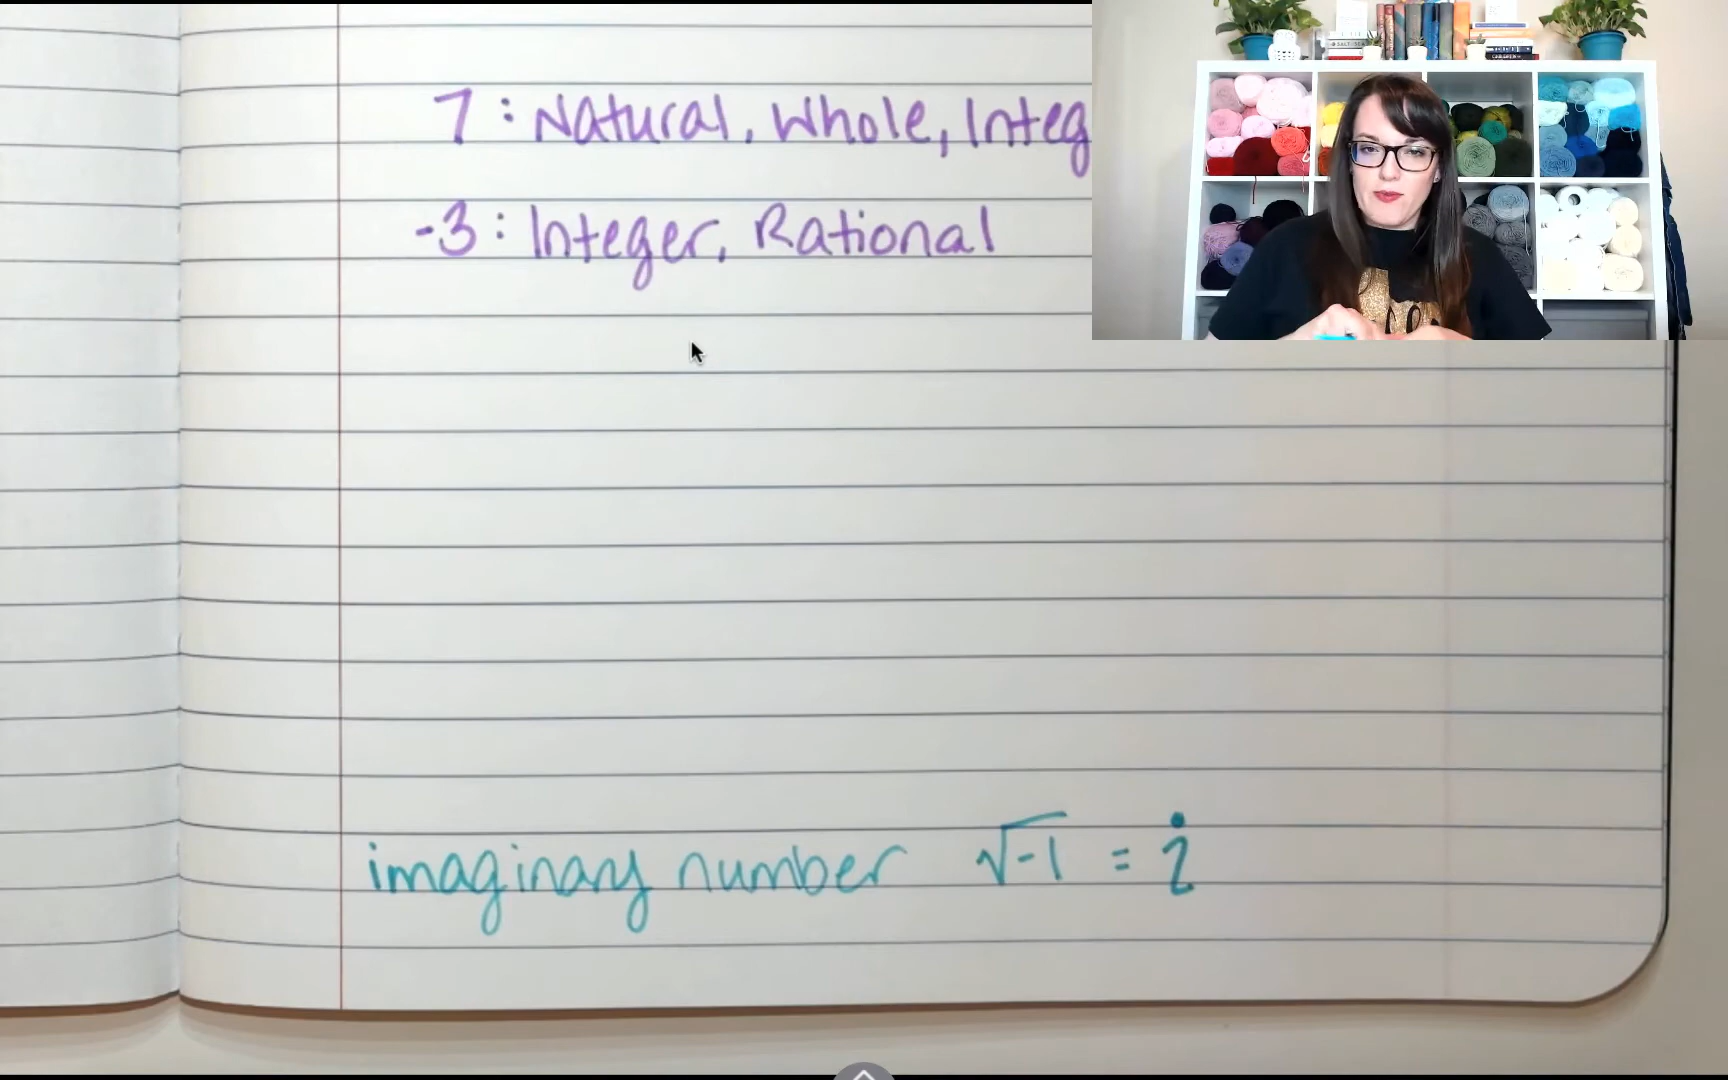 7 : Natural, Whole, Integ
-3 : Integer, Rational
imaginary number √-1 = i